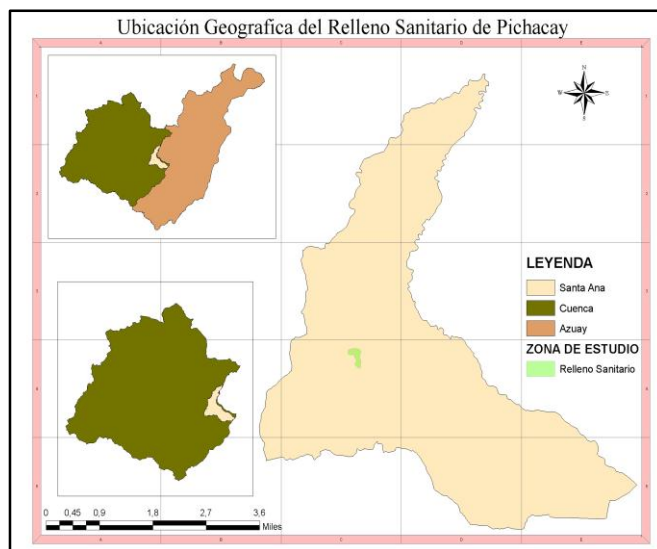 Ubicación Geografica del Relleno Sanitario de Pichacay
A B C D E
N
W E
S
LEYENDA
Santa Ana
Cuenca
Azuay
ZONA DE ESTUDIO
Relleno Sanitario
0 0,45 0,9 1,8 2,7 3,6
Miles
A B C D E